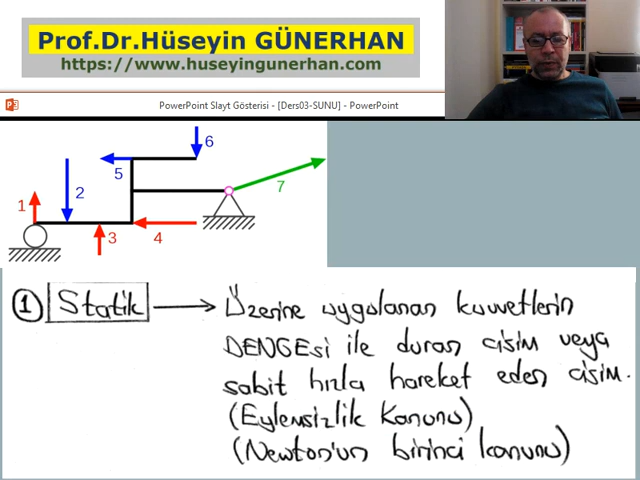 Prof.Dr.Hüseyin GÜNERHAN
https://www.huseyingunerhan.com
PowerPoint Slayt Gösterisi - [Ders03-SUNU] - PowerPoint
6
5
7
2
1
3
4
1 Statik → Üzerine uygulanan kuvvetlerin
DENGESi ile duran cisim veya
sabit hızla hareket eden cisim.
(Eylemsizlik Kanunu)
(Newton'un birinci kanunu)